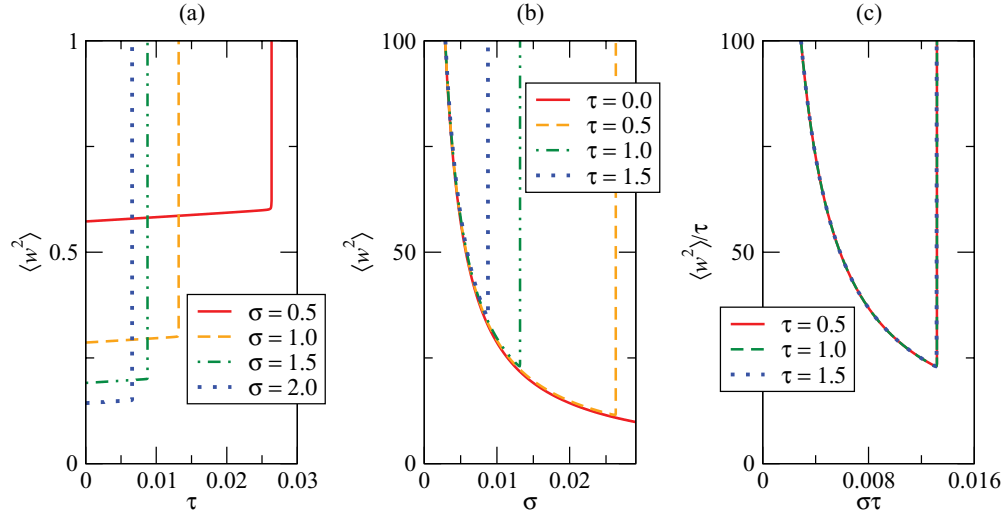 (a)
1
0.5
0
0
0.01
0.02
0.03
⟨w²⟩
τ
σ = 0.5
σ = 1.0
σ = 1.5
σ = 2.0
(b)
100
50
0
0
0.01
0.02
⟨w²⟩
σ
τ = 0.0
τ = 0.5
τ = 1.0
τ = 1.5
(c)
100
50
0
0
0.008
0.016
⟨w²⟩/τ
στ
τ = 0.5
τ = 1.0
τ = 1.5